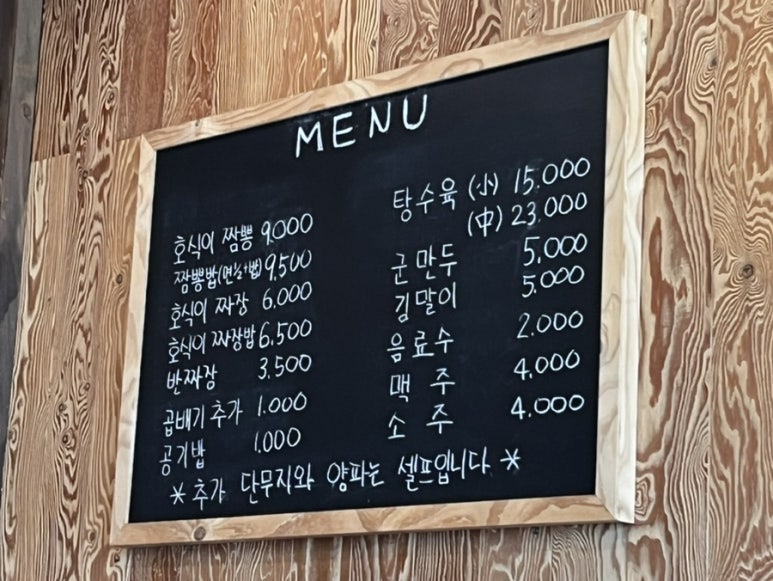 MENU
호식이 짬뽕 9,000
짬뽕밥(면½+밥) 9,500
호식이 짜장 6,000
호식이 짜장밥 6,500
반짜장 3,500
곱배기 추가 1.000
공기밥 1,000
탕수육 (小) 15,000
(中) 23,000
군만두 5,000
김말이 5,000
음료수 2.000
맥주 4,000
소주 4,000
* 추가 단무지와 양파는 셀프입니다 *